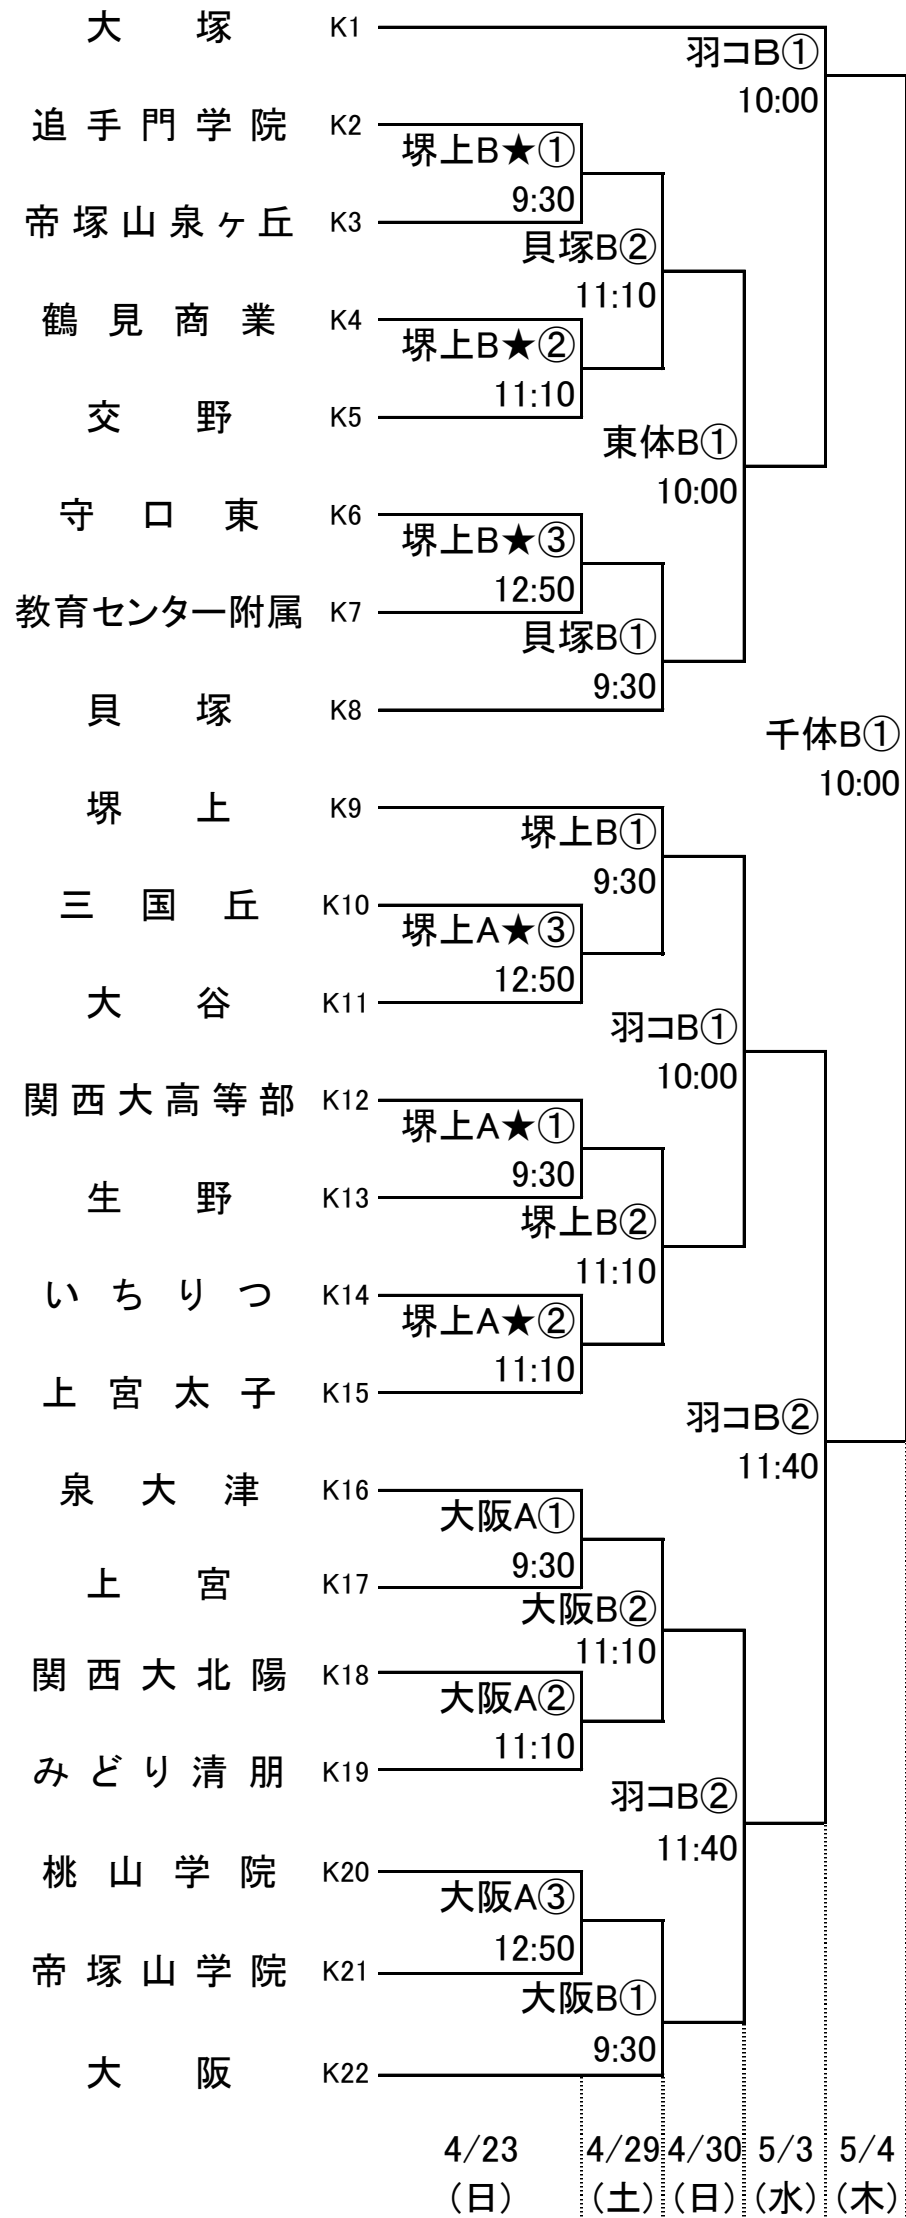 大塚 K1
羽コB①
10:00
追手門学院 K2
堺上B★①
9:30
帝塚山泉ヶ丘 K3
貝塚B②
11:10
鶴見商業 K4
堺上B★②
11:10
交野 K5
東体B①
10:00
守口東 K6
堺上B★③
12:50
教育センター附属 K7
貝塚B①
9:30
貝塚 K8
千体B①
10:00
堺上 K9
堺上B①
9:30
三国丘 K10
堺上A★③
12:50
大谷 K11
羽コB①
10:00
関西大高等部 K12
堺上A★①
9:30
生野 K13
堺上B②
11:10
いちりつ K14
堺上A★②
11:10
上宮太子 K15
羽コB②
11:40
泉大津 K16
大阪A①
9:30
上宮 K17
大阪B②
11:10
関西大北陽 K18
大阪A②
11:10
みどり清朋 K19
羽コB②
11:40
桃山学院 K20
大阪A③
12:50
帝塚山学院 K21
大阪B①
9:30
大阪 K22
4/23 4/29 4/30 5/3 5/4
(日) (土) (日) (水) (木)